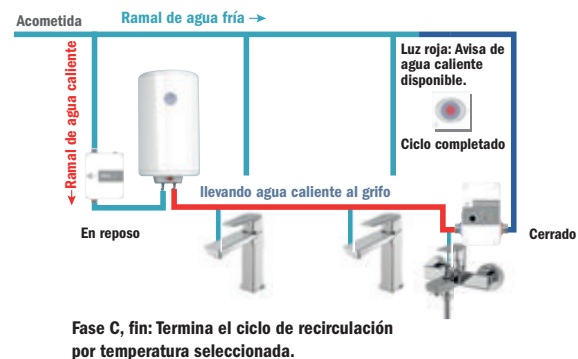 Acometida
Ramal de agua fría →
←Ramal de agua caliente
Luz roja: Avisa de
agua caliente
disponible.
Ciclo completado
llevando agua caliente al grifo
En reposo
Cerrado
Fase C, fin: Termina el ciclo de recirculación
por temperatura seleccionada.